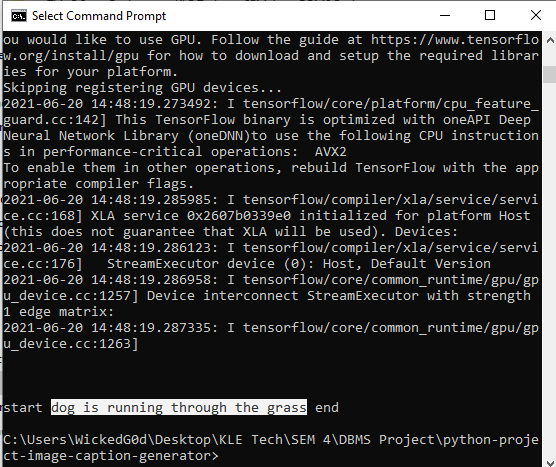 Select Command Prompt
ou would like to use GPU. Follow the guide at https://www.tensorflo
w.org/install/gpu for how to download and setup the required librar
ies for your platform.
Skipping registering GPU devices...
2021-06-20 14:48:19.273492: I tensorflow/core/platform/cpu_feature_
guard.cc:142] This TensorFlow binary is optimized with oneAPI Deep
Neural Network Library (oneDNN)to use the following CPU instruction
s in performance-critical operations:  AVX2
To enable them in other operations, rebuild TensorFlow with the app
ropriate compiler flags.
2021-06-20 14:48:19.285985: I tensorflow/compiler/xla/service/servi
ce.cc:168] XLA service 0x2607b0339e0 initialized for platform Host
(this does not guarantee that XLA will be used). Devices:
2021-06-20 14:48:19.286123: I tensorflow/compiler/xla/service/servi
ce.cc:176]   StreamExecutor device (0): Host, Default Version
2021-06-20 14:48:19.286958: I tensorflow/core/common_runtime/gpu/gp
u_device.cc:1257] Device interconnect StreamExecutor with strength
1 edge matrix:
2021-06-20 14:48:19.287335: I tensorflow/core/common_runtime/gpu/gp
u_device.cc:1263]
start dog is running through the grass end
C:\Users\WickedG0d\Desktop\KLE Tech\SEM 4\DBMS Project\python-proje
ct-image-caption-generator>